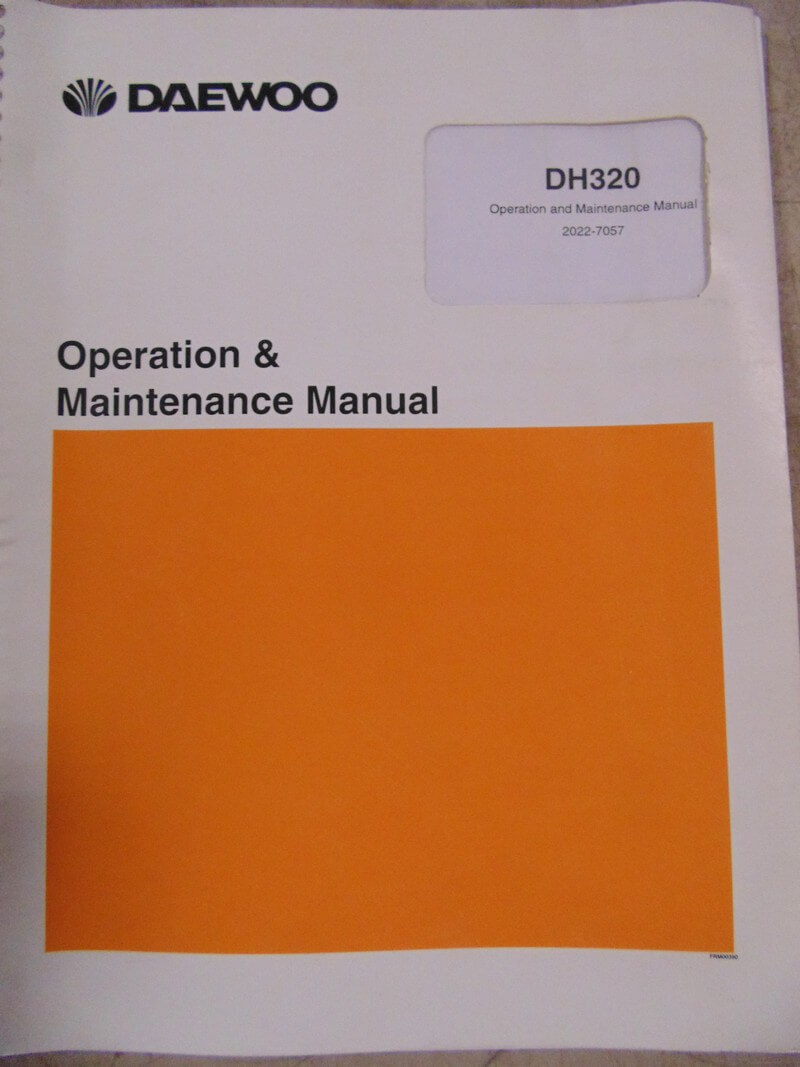 DAEWOO
DH320
Operation and Maintenance Manual
2022-7057
Operation &
Maintenance Manual